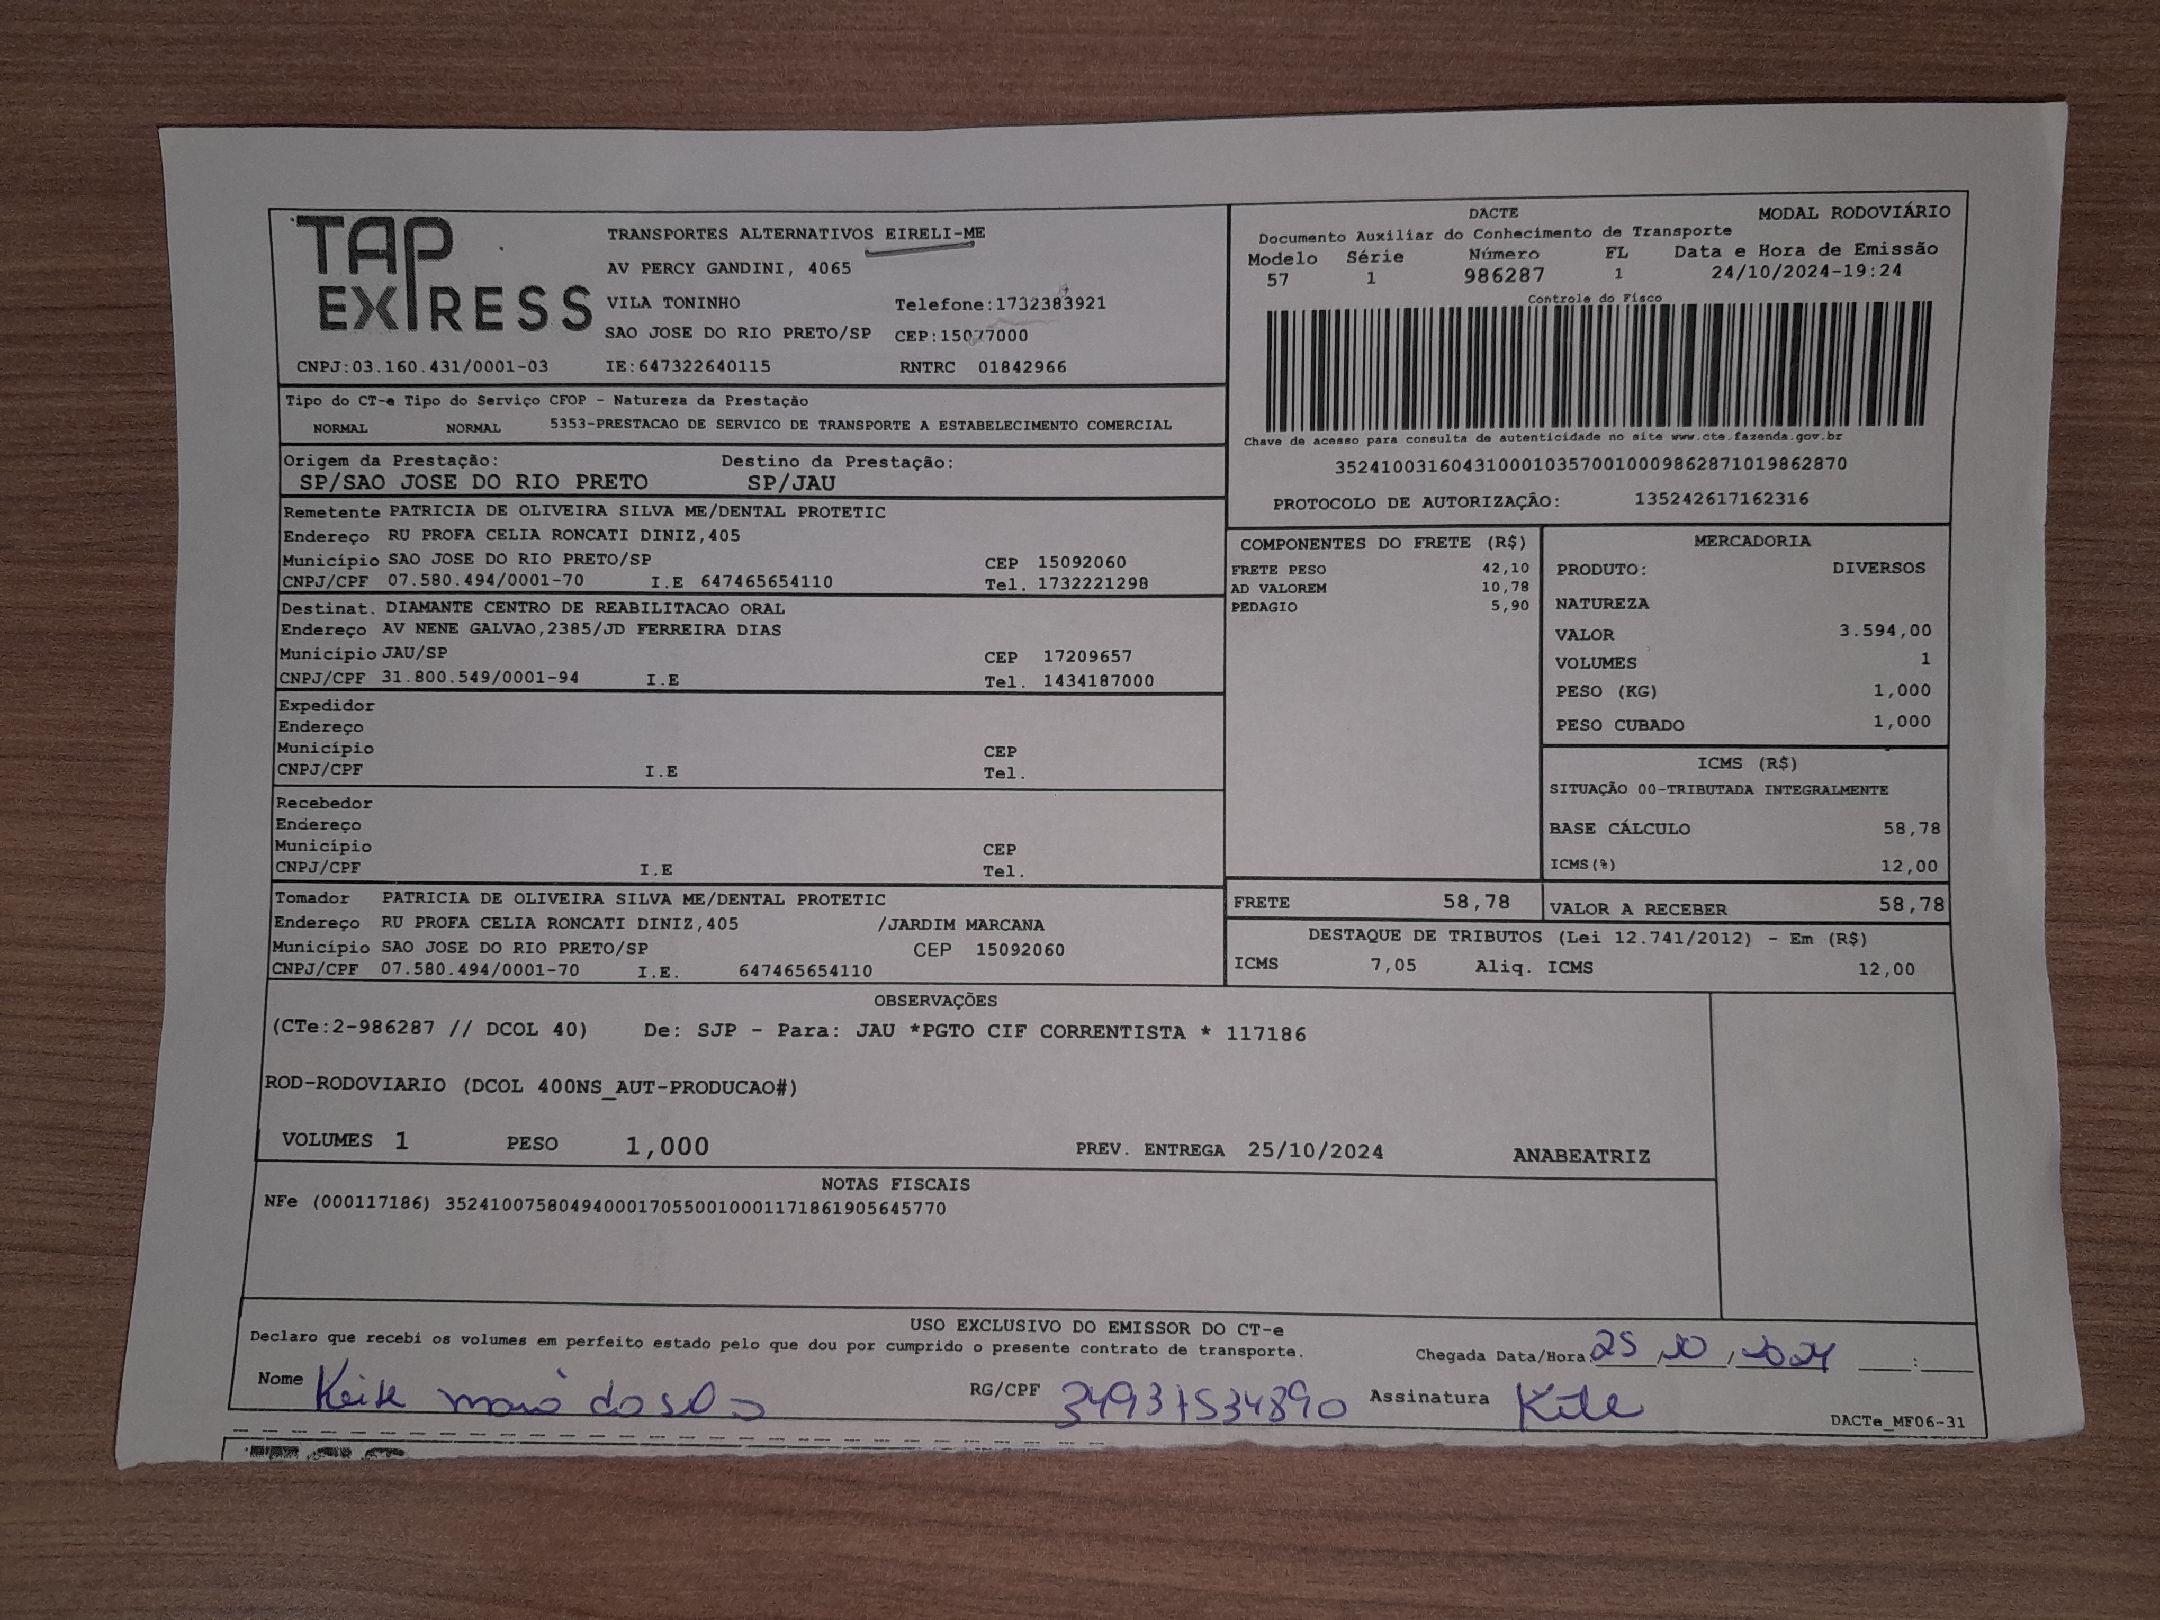 TAP
EXPRESS
TRANSPORTES ALTERNATIVOS EIRELI-ME
AV PERCY GANDINI, 4065
VILA TONINHO Telefone:1732383921
SAO JOSE DO RIO PRETO/SP CEP:15077000
CNPJ:03.160.431/0001-03 IE:647322640115 RNTRC 01842966
DACTE MODAL RODOVIÁRIO
Documento Auxiliar do Conhecimento de Transporte
Modelo Série Número FL Data e Hora de Emissão
57 1 986287 1 24/10/2024-19:24
Controle do Fisco
Chave de acesso para consulta de autenticidade no site www.cte.fazenda.gov.br
35241003160431000103570010009862871019862870
PROTOCOLO DE AUTORIZAÇÃO: 135242617162316
Tipo do CT-e Tipo do Serviço CFOP - Natureza da Prestação
NORMAL NORMAL 5353-PRESTACAO DE SERVICO DE TRANSPORTE A ESTABELECIMENTO COMERCIAL
Origem da Prestação: Destino da Prestação:
SP/SAO JOSE DO RIO PRETO SP/JAU
Remetente PATRICIA DE OLIVEIRA SILVA ME/DENTAL PROTETIC
Endereço RU PROFA CELIA RONCATI DINIZ,405
Município SAO JOSE DO RIO PRETO/SP CEP 15092060
CNPJ/CPF 07.580.494/0001-70 I.E 647465654110 Tel. 1732221298
Destinat. DIAMANTE CENTRO DE REABILITACAO ORAL
Endereço AV NENE GALVAO,2385/JD FERREIRA DIAS
Município JAU/SP CEP 17209657
CNPJ/CPF 31.800.549/0001-94 I.E Tel. 1434187000
Expedidor
Endereço
Município CEP
CNPJ/CPF I.E Tel.
Recebedor
Endereço
Município CEP
CNPJ/CPF I.E Tel.
Tomador PATRICIA DE OLIVEIRA SILVA ME/DENTAL PROTETIC
Endereço RU PROFA CELIA RONCATI DINIZ,405 /JARDIM MARCANA
Município SAO JOSE DO RIO PRETO/SP CEP 15092060
CNPJ/CPF 07.580.494/0001-70 I.E. 647465654110
COMPONENTES DO FRETE (R$)
FRETE PESO 42,10
AD VALOREM 10,78
PEDAGIO 5,90
MERCADORIA
PRODUTO: DIVERSOS
NATUREZA
VALOR 3.594,00
VOLUMES 1
PESO (KG) 1,000
PESO CUBADO 1,000
ICMS (R$)
SITUAÇÃO 00-TRIBUTADA INTEGRALMENTE
BASE CÁLCULO 58,78
ICMS(%) 12,00
FRETE 58,78 VALOR A RECEBER 58,78
DESTAQUE DE TRIBUTOS (Lei 12.741/2012) - Em (R$)
ICMS 7,05 Aliq. ICMS 12,00
OBSERVAÇÕES
(CTe:2-986287 // DCOL 40) De: SJP - Para: JAU *PGTO CIF CORRENTISTA * 117186
ROD-RODOVIARIO (DCOL 400NS_AUT-PRODUCAO#)
VOLUMES 1 PESO 1,000 PREV. ENTREGA 25/10/2024 ANABEATRIZ
NOTAS FISCAIS
NFe (000117186) 35241007580494000170550010001171861905645770
USO EXCLUSIVO DO EMISSOR DO CT-e
Declaro que recebi os volumes em perfeito estado pelo que dou por cumprido o presente contrato de transporte.
Chegada Data/Hora 25/10/2024 :
Nome RG/CPF 34937534890 Assinatura
DACTe_MF06-31